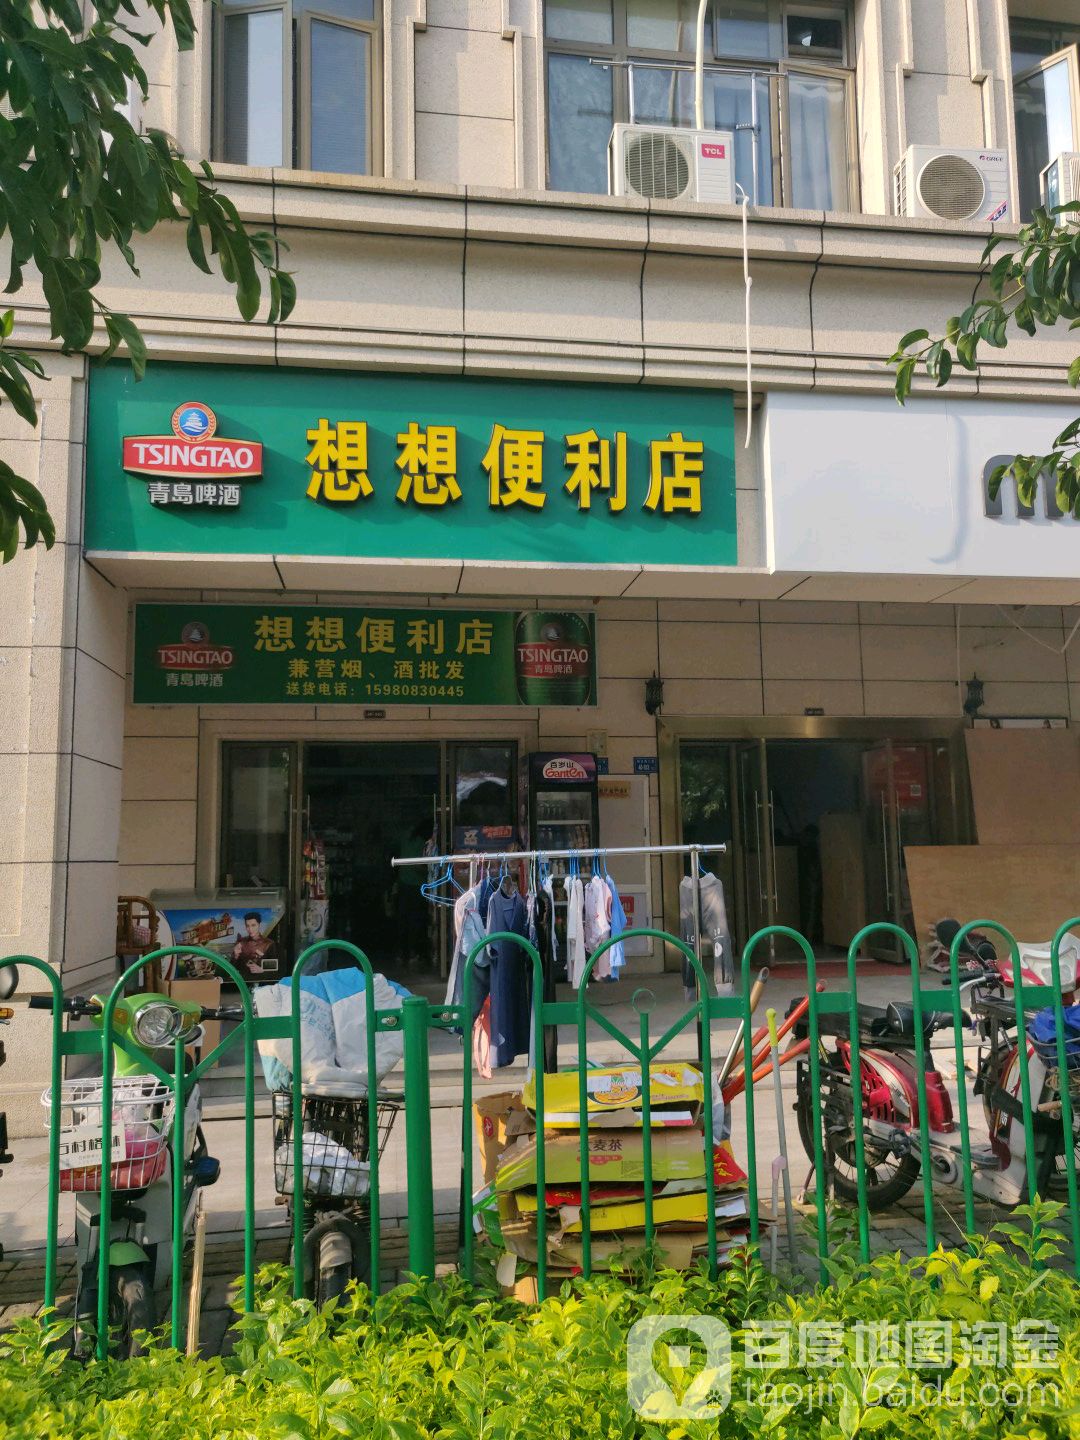 TCL
GREE
TSINGTAO
青岛啤酒
想想便利店
TSINGTAO
青岛啤酒
想想便利店
兼营烟、酒批发
送货电话：15980830445
TSINGTAO
青岛啤酒
百岁山
Ganten
麦茶
百度地图淘金
taojin.baidu.com